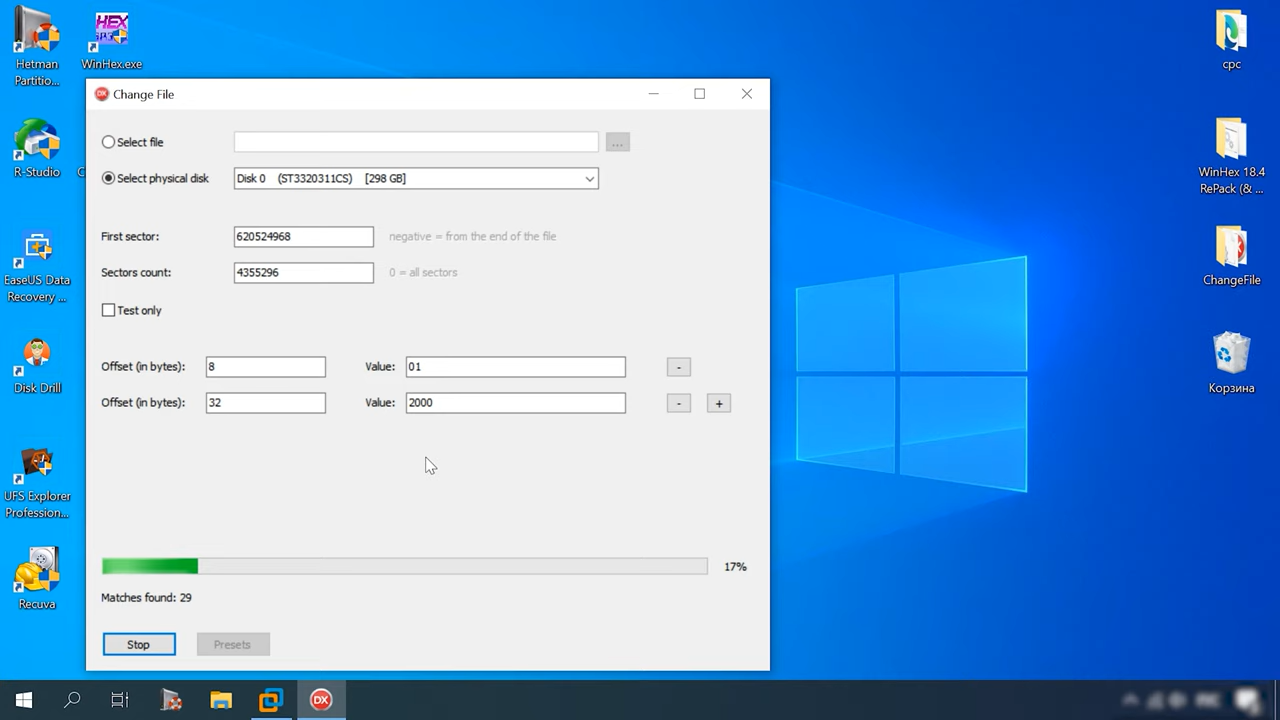 Hetman
Partitio...
WinHex.exe
R-Studio
C
EaseUS Data
Recovery ...
Disk Drill
UFS Explorer
Profession...
Recuva
DX
Change File
Select file
...
Select physical disk
Disk 0 (ST3320311CS) [298 GB]
First sector:
620524968
negative = from the end of the file
Sectors count:
4355296
0 = all sectors
Test only
Offset (in bytes):
8
Value:
01
-
Offset (in bytes):
32
Value:
2000
-
+
17%
Matches found: 29
Stop
Presets
cpc
WinHex 18.4
RePack (& ...
ChangeFile
Корзина
DX